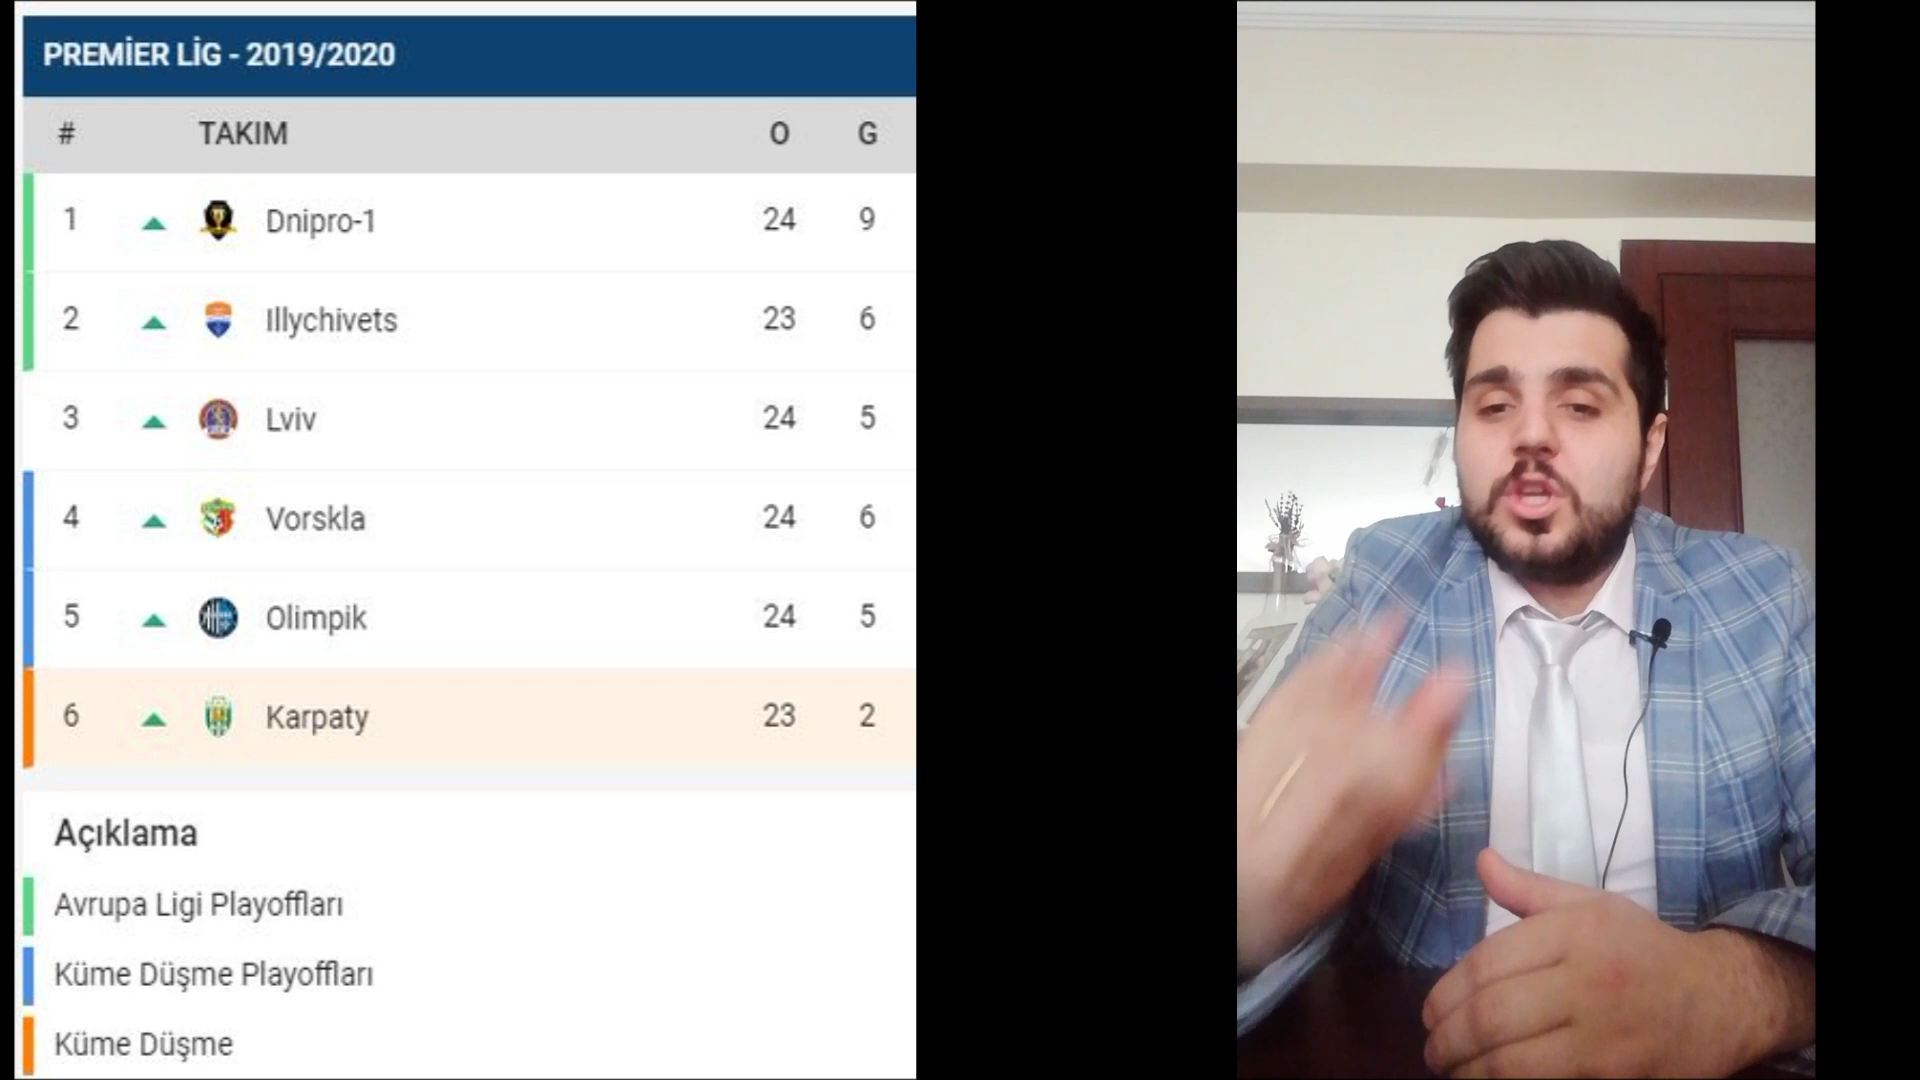 PREMİER LİG - 2019/2020
# TAKIM O G
1 Dnipro-1 24 9
2 Illychivets 23 6
3 Lviv 24 5
4 Vorskla 24 6
5 Olimpik 24 5
6 Karpaty 23 2
Açıklama
Avrupa Ligi Playoffları
Küme Düşme Playoffları
Küme Düşme